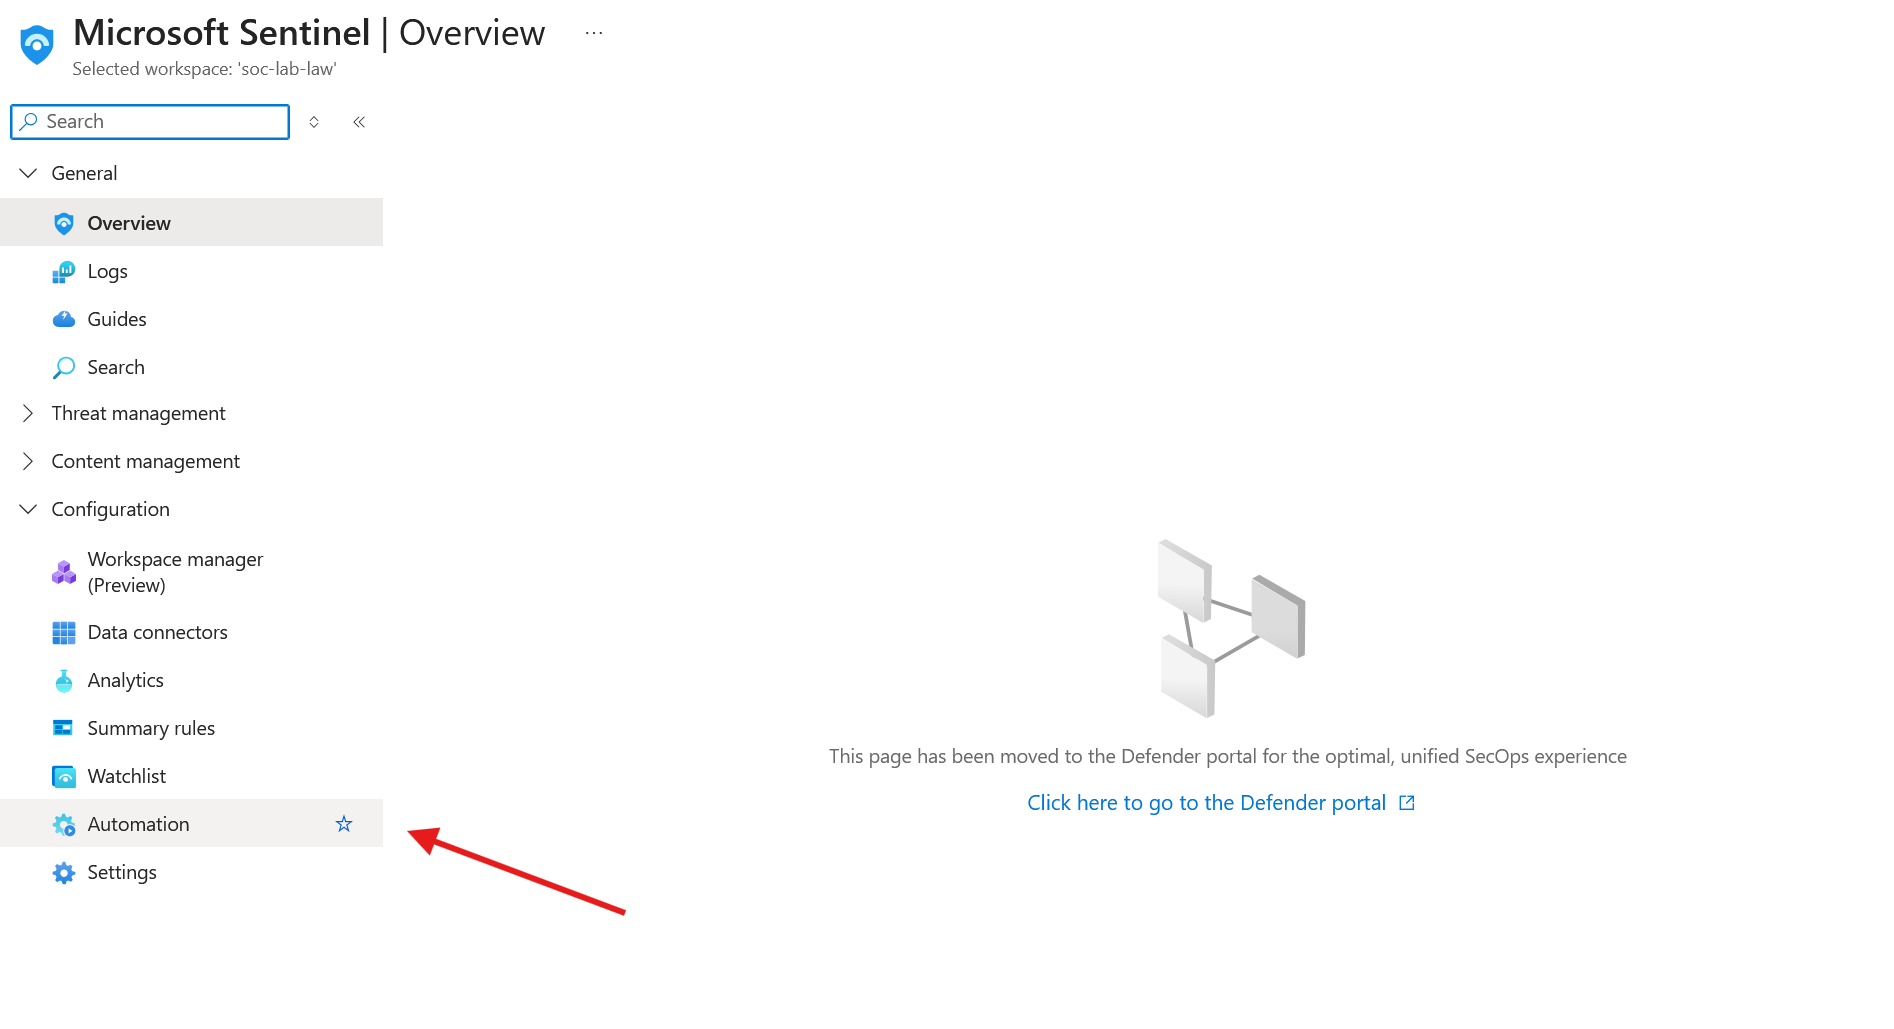 Microsoft Sentinel | Overview ...
Selected workspace: 'soc-lab-law'
Search
General
Overview
Logs
Guides
Search
Threat management
Content management
Configuration
Workspace manager
(Preview)
Data connectors
Analytics
Summary rules
Watchlist
Automation
Settings
This page has been moved to the Defender portal for the optimal, unified SecOps experience
Click here to go to the Defender portal